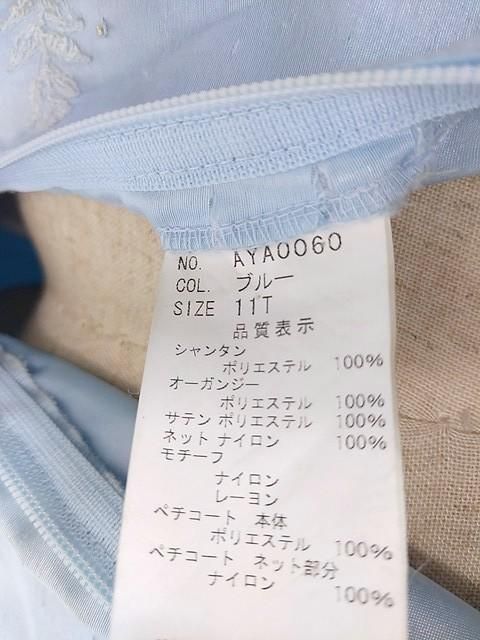 NO. AYA0060
COL. ブルー
SIZE 11T
品質表示
シャンタン
ポリエステル 100%
オーガンジー
ポリエステル 100%
サテン ポリエステル 100%
ネット ナイロン 100%
モチーフ
ナイロン
レーヨン
ペチコート 本体
ポリエステル 100%
ペチコート ネット部分
ナイロン 100%